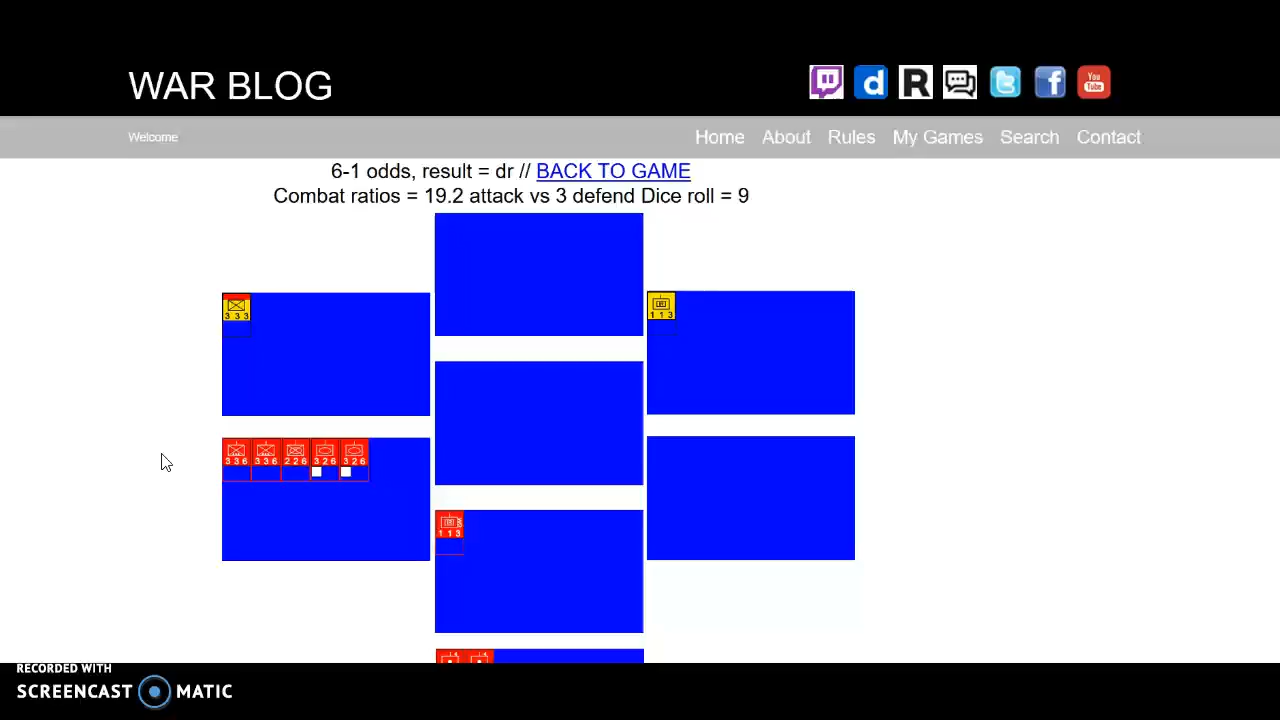 WAR BLOG
Welcome
Home About Rules My Games Search Contact
6-1 odds, result = dr // BACK TO GAME
Combat ratios = 19.2 attack vs 3 defend Dice roll = 9
3 3 3
1 1 3
3 3 6 3 3 6 2 2 6 3 2 6 3 2 6
1 1 3
RECORDED WITH
SCREENCAST MATIC